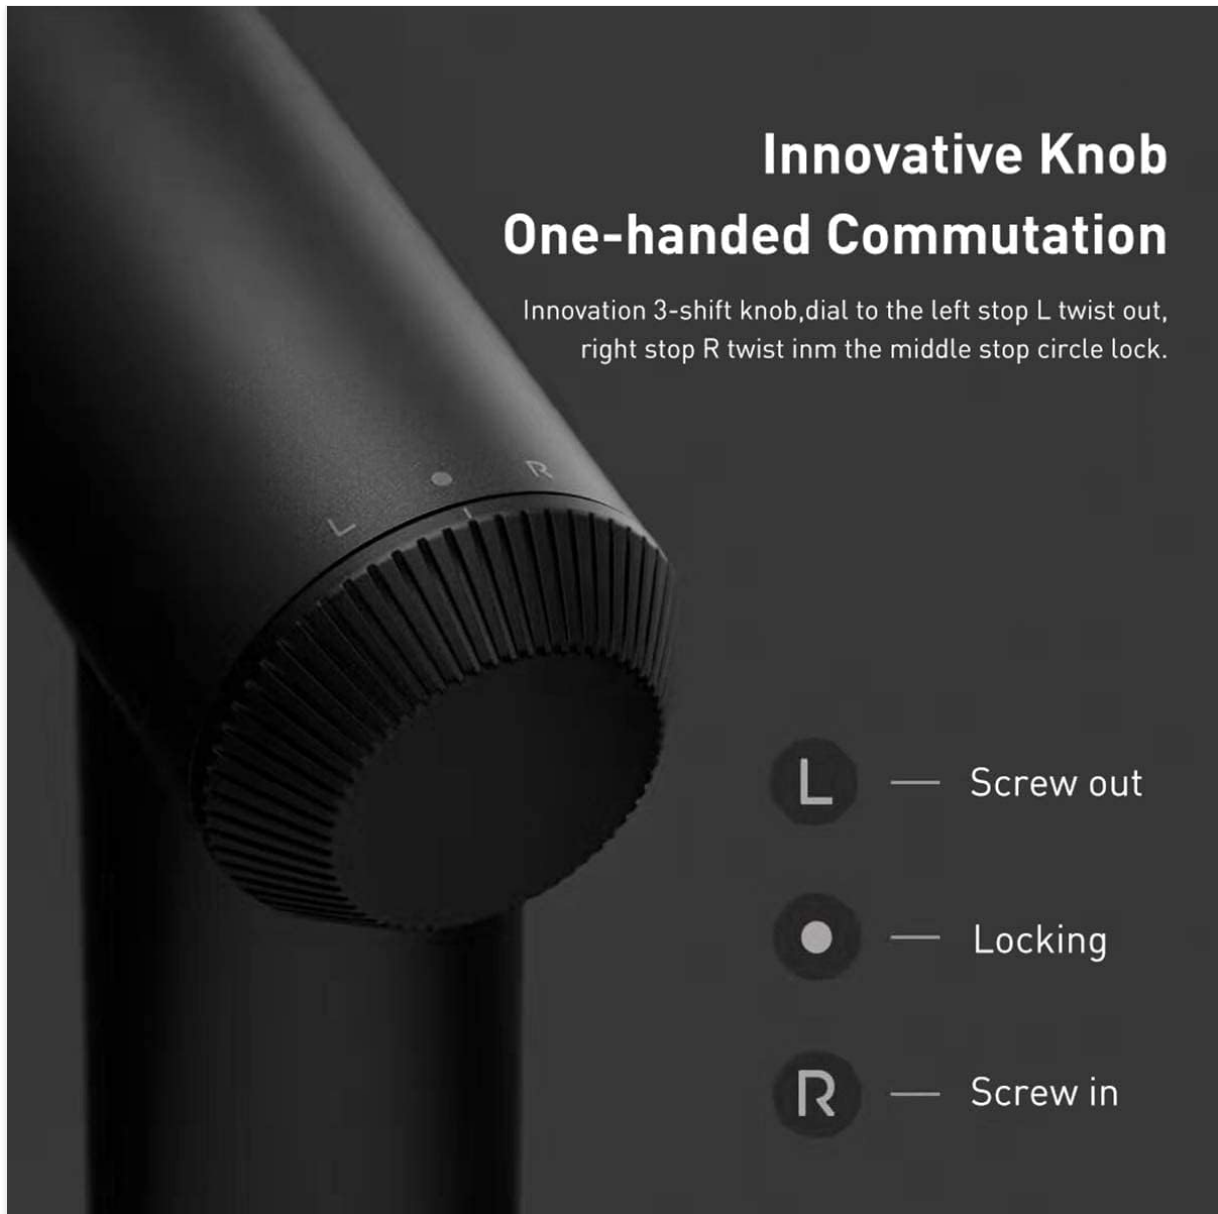 Innovative Knob
One-handed Commutation
Innovation 3-shift knob,dial to the left stop L twist out,
right stop R twist inm the middle stop circle lock.
L
R
L — Screw out
— Locking
R — Screw in